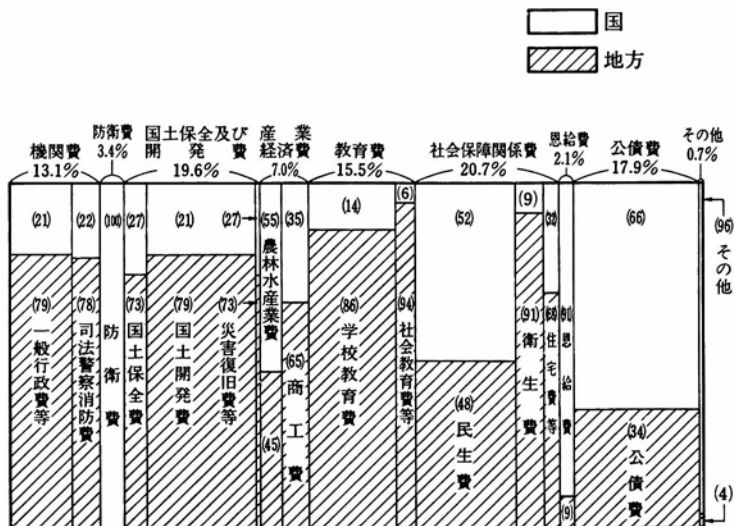 国
地方
機関費
13.1%
防衛費
3.4%
国土保全及び
開発費
19.6%
産業
経済費
7.0%
教育費
15.5%
社会保障関係費
20.7%
恩給費
2.1%
公債費
17.9%
その他
0.7%
(21)
(79)
一般行政費等
(22)
(78)
司法警察消防費
(100)
防衛費
(27)
(73)
国土保全費
(21)
(79)
国土開発費
(27)
(73)
災害復旧費等
(55)
農林水産業費
(45)
(35)
(65)
商工費
(14)
(86)
学校教育費
(6)
(94)
社会教育費等
(52)
(48)
民生費
(9)
(91)
衛生費
(32)
(68)
住宅費等
(91)
恩給費
(9)
(66)
(34)
公債費
(96)
その他
(4)